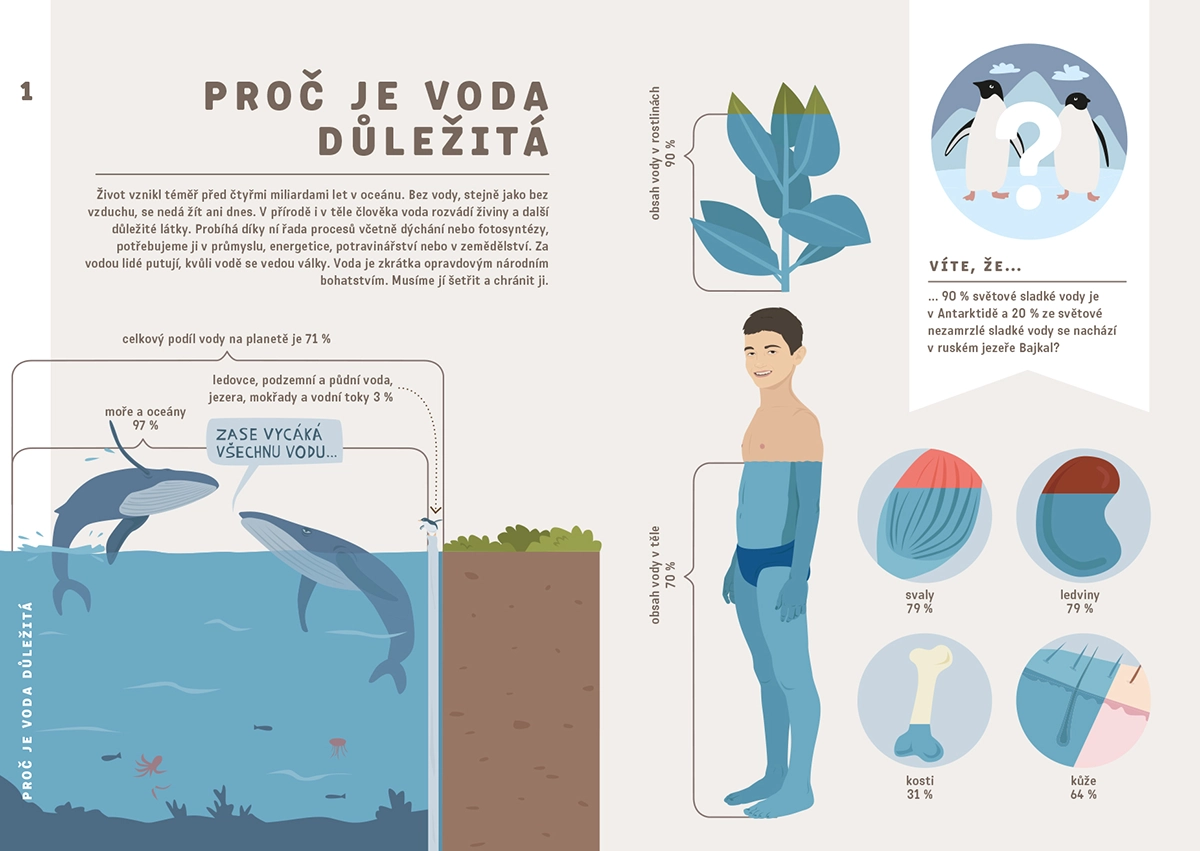 1
PROČ JE VODA
DŮLEŽITÁ
Život vznikl téměř před čtyřmi miliardami let v oceánu. Bez vody, stejně jako bez
vzduchu, se nedá žít ani dnes. V přírodě i v těle člověka voda rozvádí živiny a další
důležité látky. Probíhá díky ní řada procesů včetně dýchání nebo fotosyntézy,
potřebujeme ji v průmyslu, energetice, potravinářství nebo v zemědělství. Za
vodou lidé putují, kvůli vodě se vedou války. Voda je zkrátka opravdovým národním
bohatstvím. Musíme jí šetřit a chránit ji.
celkový podíl vody na planetě je 71 %
ledovce, podzemní a půdní voda,
jezera, mokřady a vodní toky 3 %
moře a oceány
97 %
ZASE VYCÁKÁ
VŠECHNU VODU...
PROČ JE VODA DŮLEŽITÁ
obsah vody v rostlinách
90 %
obsah vody v těle
70 %
?
VÍTE, ŽE...
... 90 % světové sladké vody je
v Antarktidě a 20 % ze světové
nezamrzlé sladké vody se nachází
v ruském jezeře Bajkal?
svaly
79 %
ledviny
79 %
kosti
31 %
kůže
64 %